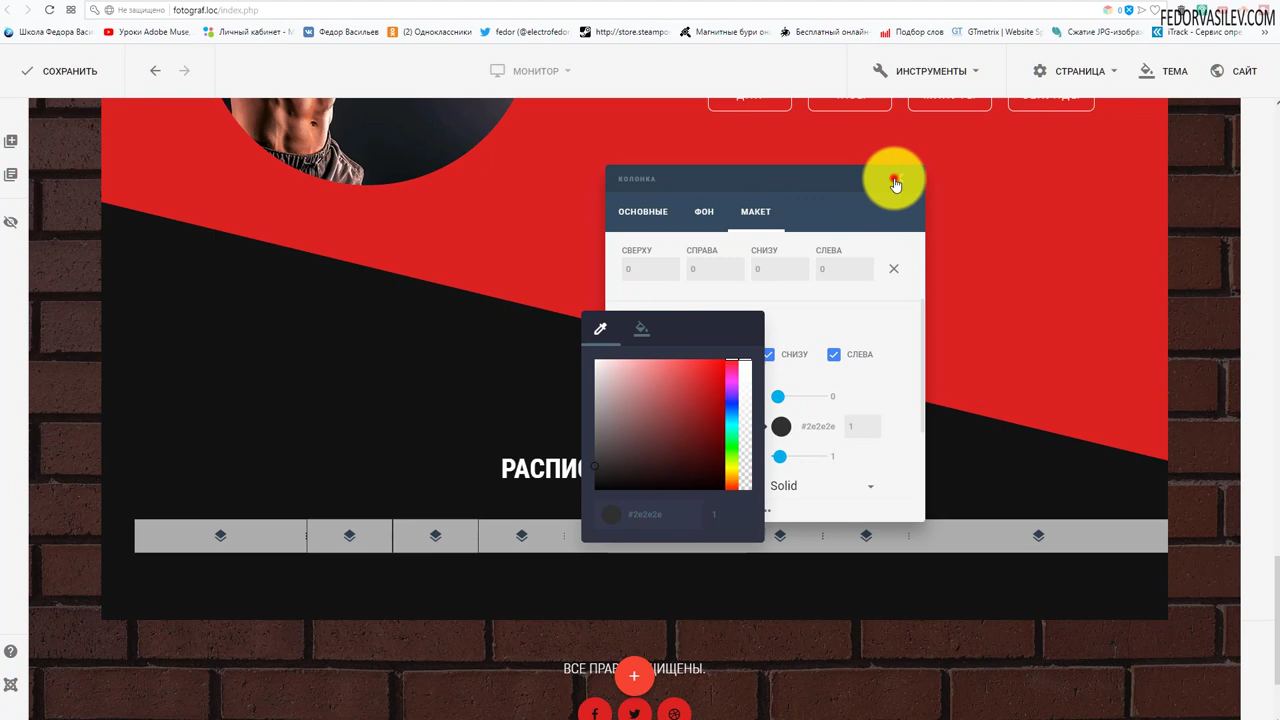 Не защищено fotograf.loc/index.php
0
FEDORVASILEV.COM
Школа Федора Васи Уроки Adobe Muse Личный кабинет - М Федор Васильев (2) Одноклассники fedor (@electrofedor http://store.steampo Магнитные бури он Бесплатный онлайн Подбор слов GTmetrix | Website S Сжатие JPG-изобра iTrack - Сервис опре
СОХРАНИТЬ МОНИТОР ИНСТРУМЕНТЫ СТРАНИЦА ТЕМА САЙТ
КОЛОНКА
ОСНОВНЫЕ ФОН МАКЕТ
СВЕРХУ СПРАВА СНИЗУ СЛЕВА
0 0 0 0
СНИЗУ СЛЕВА
0
#2e2e2e 1
1
РАСПИС
Solid
#2e2e2e 1
ВСЕ ПРА ЩИЩЕНЫ.